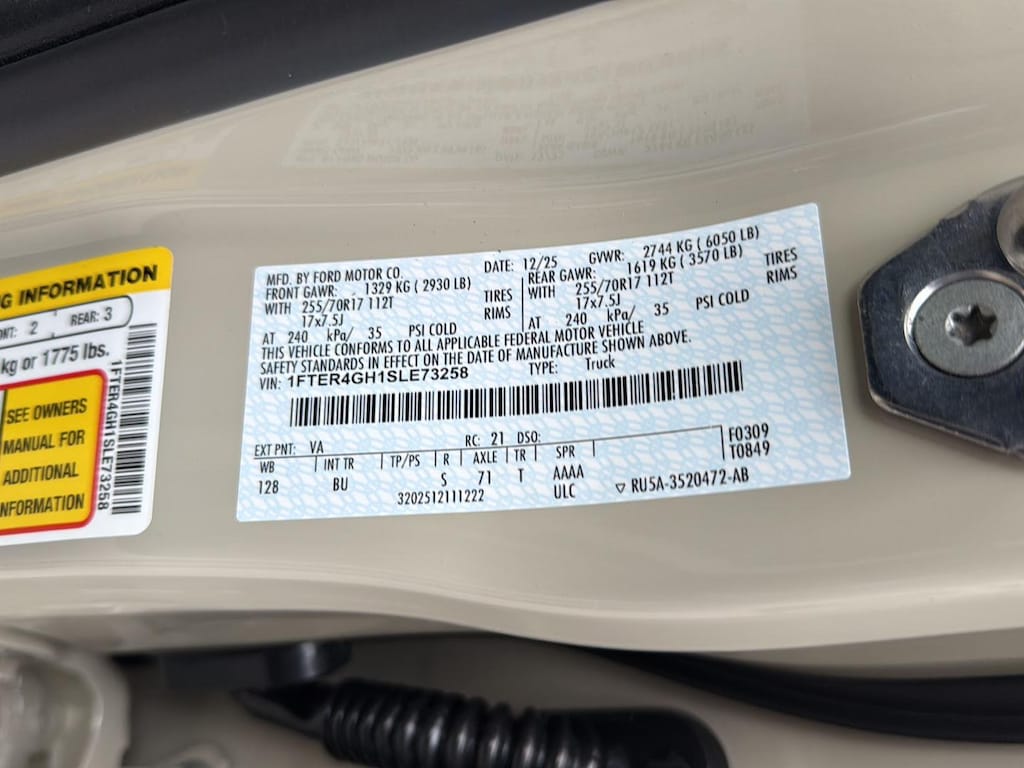 NG INFORMATION
2 REAR: 3
kg or 1775 lbs.
SEE OWNERS
MANUAL FOR
ADDITIONAL
INFORMATION
1FTER4GH1SLE73258
MFD. BY FORD MOTOR CO. DATE: 12/25 GVWR: 2744 KG ( 6050 LB)
FRONT GAWR: 1329 KG ( 2930 LB) REAR GAWR: 1619 KG ( 3570 LB)
WITH 255/70R17 112T TIRES WITH 255/70R17 112T TIRES
17x7.5J RIMS 17x7.5J RIMS
AT 240 kPa/ 35 PSI COLD AT 240 kPa/ 35 PSI COLD
THIS VEHICLE CONFORMS TO ALL APPLICABLE FEDERAL MOTOR VEHICLE
SAFETY STANDARDS IN EFFECT ON THE DATE OF MANUFACTURE SHOWN ABOVE.
VIN: 1FTER4GH1SLE73258 TYPE: Truck
EXT PNT: VA RC: 21 DSO: F0309
WB INT TR TP/PS R AXLE TR SPR T0849
128 BU S 71 T AAAA
3202512111222 ULC ▽ RU5A-3520472-AB